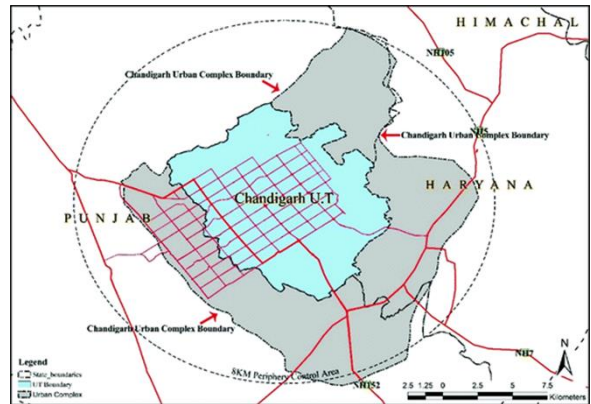 HIMACHAL
NH105
Chandigarh Urban Complex Boundary
NH5
Chandigarh Urban Complex Boundary
HARYANA
Chandigarh U.T
PUNJAB
Chandigarh Urban Complex Boundary
8KM Periphery Control Area
NH7
NH152
N
Legend
State_boundaries
UT Boundary
Urban Complex
2.5 1.25 0 2.5 5 7.5
Kilometers